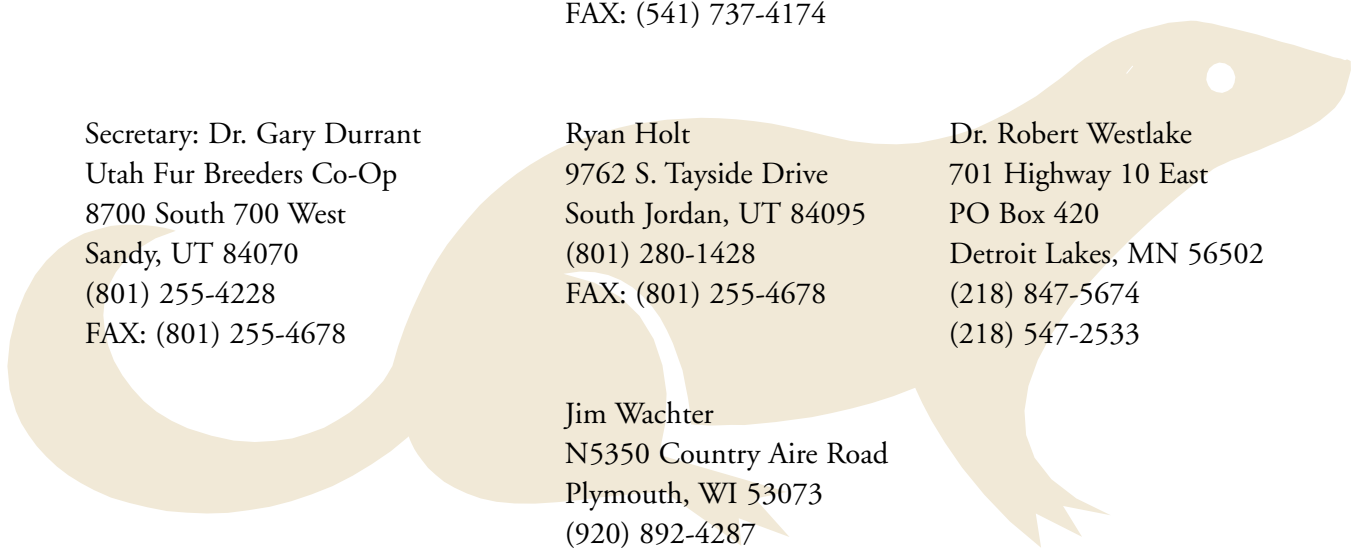 FAX: (541) 737-4174
Secretary: Dr. Gary Durrant
Utah Fur Breeders Co-Op
8700 South 700 West
Sandy, UT 84070
(801) 255-4228
FAX: (801) 255-4678
Ryan Holt
9762 S. Tayside Drive
South Jordan, UT 84095
(801) 280-1428
FAX: (801) 255-4678
Dr. Robert Westlake
701 Highway 10 East
PO Box 420
Detroit Lakes, MN 56502
(218) 847-5674
(218) 547-2533
Jim Wachter
N5350 Country Aire Road
Plymouth, WI 53073
(920) 892-4287